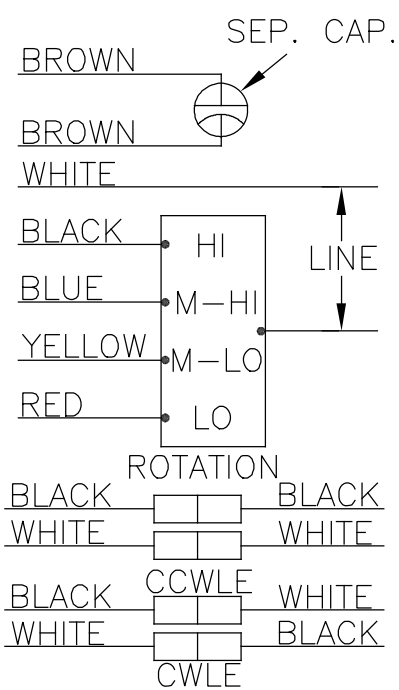 SEP. CAP.
BROWN
BROWN
WHITE
BLACK HI
LINE
BLUE M-HI
YELLOW M-LO
RED LO
ROTATION
BLACK BLACK
WHITE WHITE
CCWLE
BLACK WHITE
WHITE BLACK
CWLE